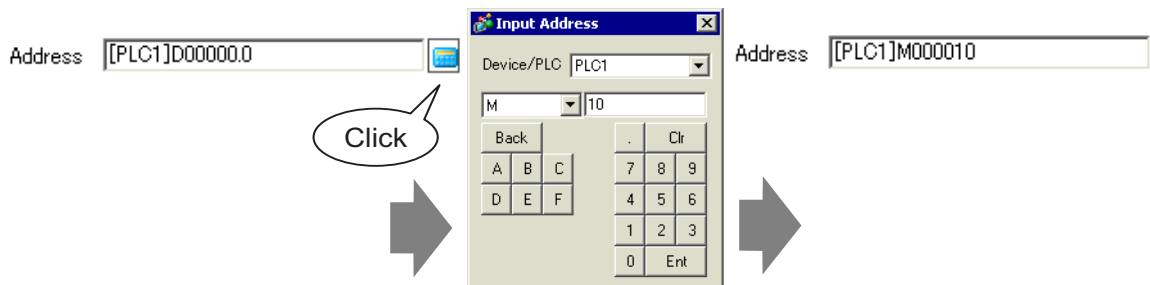 Address [PLC1]D00000.0
Click
Input Address
Device/PLC PLC1
M 10
Back . Clr
A B C 7 8 9
D E F 4 5 6
1 2 3
0 Ent
Address [PLC1]M000010